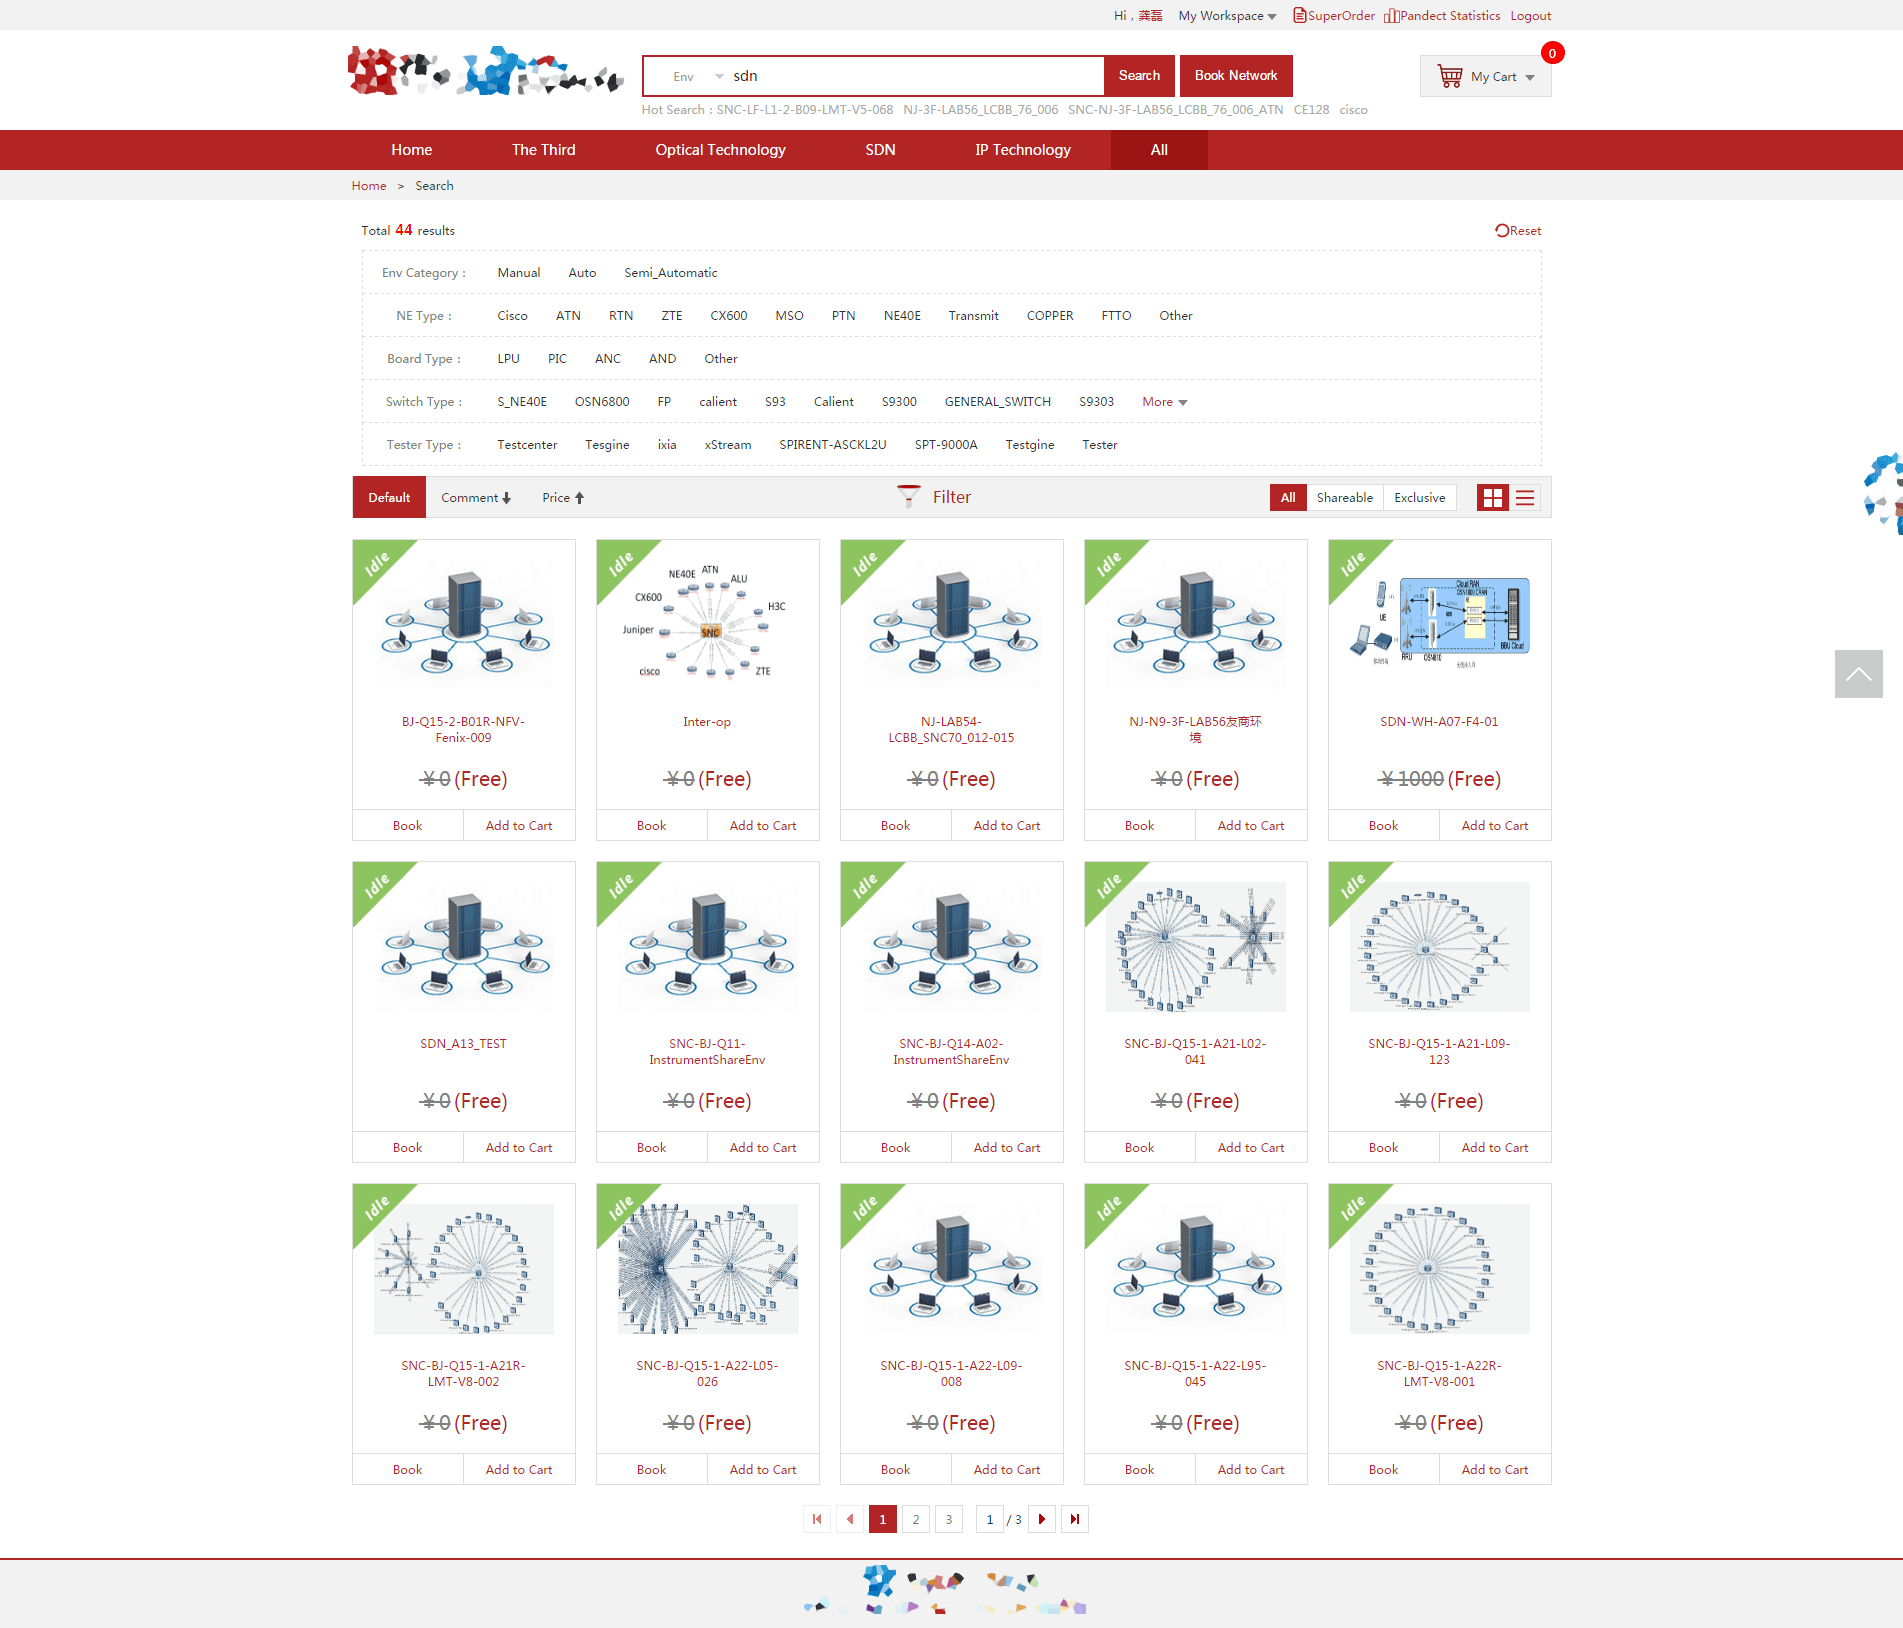 Hi , 龚磊 My Workspace SuperOrder Pandect Statistics Logout
Env sdn Search Book Network My Cart 0
Hot Search : SNC-LF-L1-2-B09-LMT-V5-068 NJ-3F-LAB56_LCBB_76_006 SNC-NJ-3F-LAB56_LCBB_76_006_ATN CE128 cisco
Home The Third Optical Technology SDN IP Technology All
Home > Search
Total 44 results Reset
Env Category : Manual Auto Semi_Automatic
NE Type : Cisco ATN RTN ZTE CX600 MSO PTN NE40E Transmit COPPER FTTO Other
Board Type : LPU PIC ANC AND Other
Switch Type : S_NE40E OSN6800 FP calient S93 Calient S9300 GENERAL_SWITCH S9303 More
Tester Type : Testcenter Tesgine ixia xStream SPIRENT-ASCKL2U SPT-9000A Testgine Tester
Default Comment Price Filter All Shareable Exclusive
Idle
BJ-Q15-2-B01R-NFV-
Fenix-009
¥ 0 (Free)
Book Add to Cart
Idle
NE40E ATN ALU
CX600 H3C
Juniper SNC
cisco ZTE
Inter-op
¥ 0 (Free)
Book Add to Cart
Idle
NJ-LAB54-
LCBB_SNC70_012-015
¥ 0 (Free)
Book Add to Cart
Idle
NJ-N9-3F-LAB56友商环
境
¥ 0 (Free)
Book Add to Cart
Idle
Cloud RAN
OSN1800 CRAN
UE
BBU Cloud
RRU OSN810
SDN-WH-A07-F4-01
¥ 1000 (Free)
Book Add to Cart
Idle
SDN_A13_TEST
¥ 0 (Free)
Book Add to Cart
Idle
SNC-BJ-Q11-
InstrumentShareEnv
¥ 0 (Free)
Book Add to Cart
Idle
SNC-BJ-Q14-A02-
InstrumentShareEnv
¥ 0 (Free)
Book Add to Cart
Idle
SNC-BJ-Q15-1-A21-L02-
041
¥ 0 (Free)
Book Add to Cart
Idle
SNC-BJ-Q15-1-A21-L09-
123
¥ 0 (Free)
Book Add to Cart
Idle
SNC-BJ-Q15-1-A21R-
LMT-V8-002
¥ 0 (Free)
Book Add to Cart
Idle
SNC-BJ-Q15-1-A22-L05-
026
¥ 0 (Free)
Book Add to Cart
Idle
SNC-BJ-Q15-1-A22-L09-
008
¥ 0 (Free)
Book Add to Cart
Idle
SNC-BJ-Q15-1-A22-L95-
045
¥ 0 (Free)
Book Add to Cart
Idle
SNC-BJ-Q15-1-A22R-
LMT-V8-001
¥ 0 (Free)
Book Add to Cart
1 2 3 1 / 3